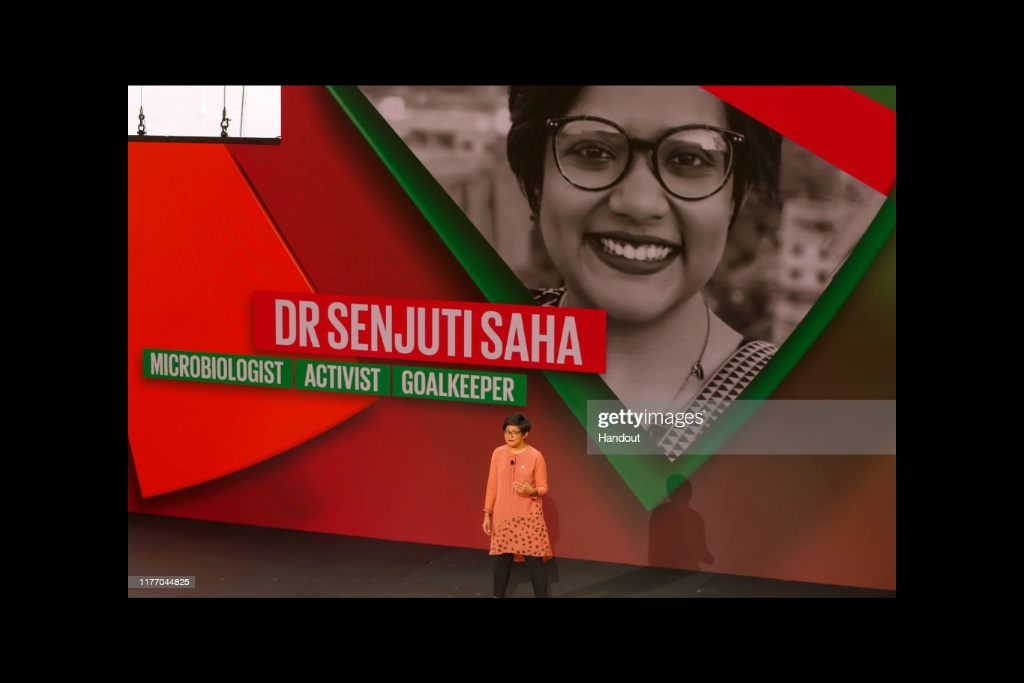 DR SENJUTI SAHA
MICROBIOLOGIST ACTIVIST GOALKEEPER
gettyimages®
Handout
1177044825